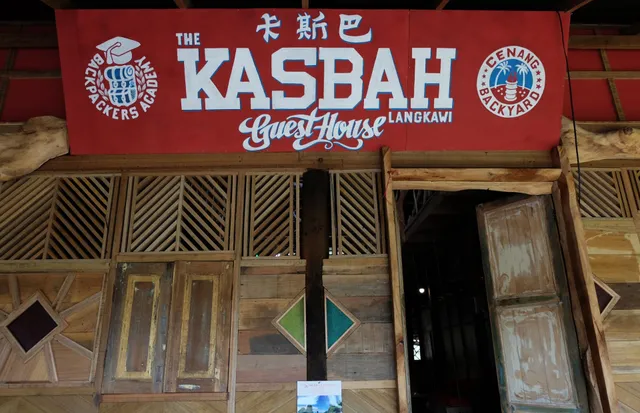 卡斯巴
THE
KASBAH
Guest House LANGKAWI
BACKPACKERS ACADEMY
CENANG
BACKYARD